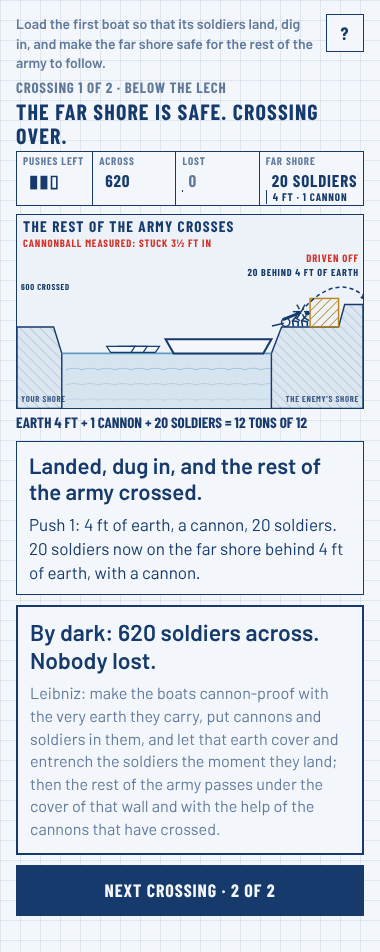 Load the first boat so that its soldiers land, dig
in, and make the far shore safe for the rest of the
army to follow.
?
CROSSING 1 OF 2 · BELOW THE LECH
THE FAR SHORE IS SAFE. CROSSING
OVER.
PUSHES LEFT
ACROSS
620
LOST
0
FAR SHORE
20 SOLDIERS
4 FT · 1 CANNON
THE REST OF THE ARMY CROSSES
CANNONBALL MEASURED: STUCK 3½ FT IN
DRIVEN OFF
20 BEHIND 4 FT OF EARTH
600 CROSSED
YOUR SHORE
THE ENEMY'S SHORE
EARTH 4 FT + 1 CANNON + 20 SOLDIERS = 12 TONS OF 12
Landed, dug in, and the rest of
the army crossed.
Push 1: 4 ft of earth, a cannon, 20 soldiers.
20 soldiers now on the far shore behind 4 ft
of earth, with a cannon.
By dark: 620 soldiers across.
Nobody lost.
Leibniz: make the boats cannon-proof with
the very earth they carry, put cannons and
soldiers in them, and let that earth cover and
entrench the soldiers the moment they land;
then the rest of the army passes under the
cover of that wall and with the help of the
cannons that have crossed.
NEXT CROSSING · 2 OF 2